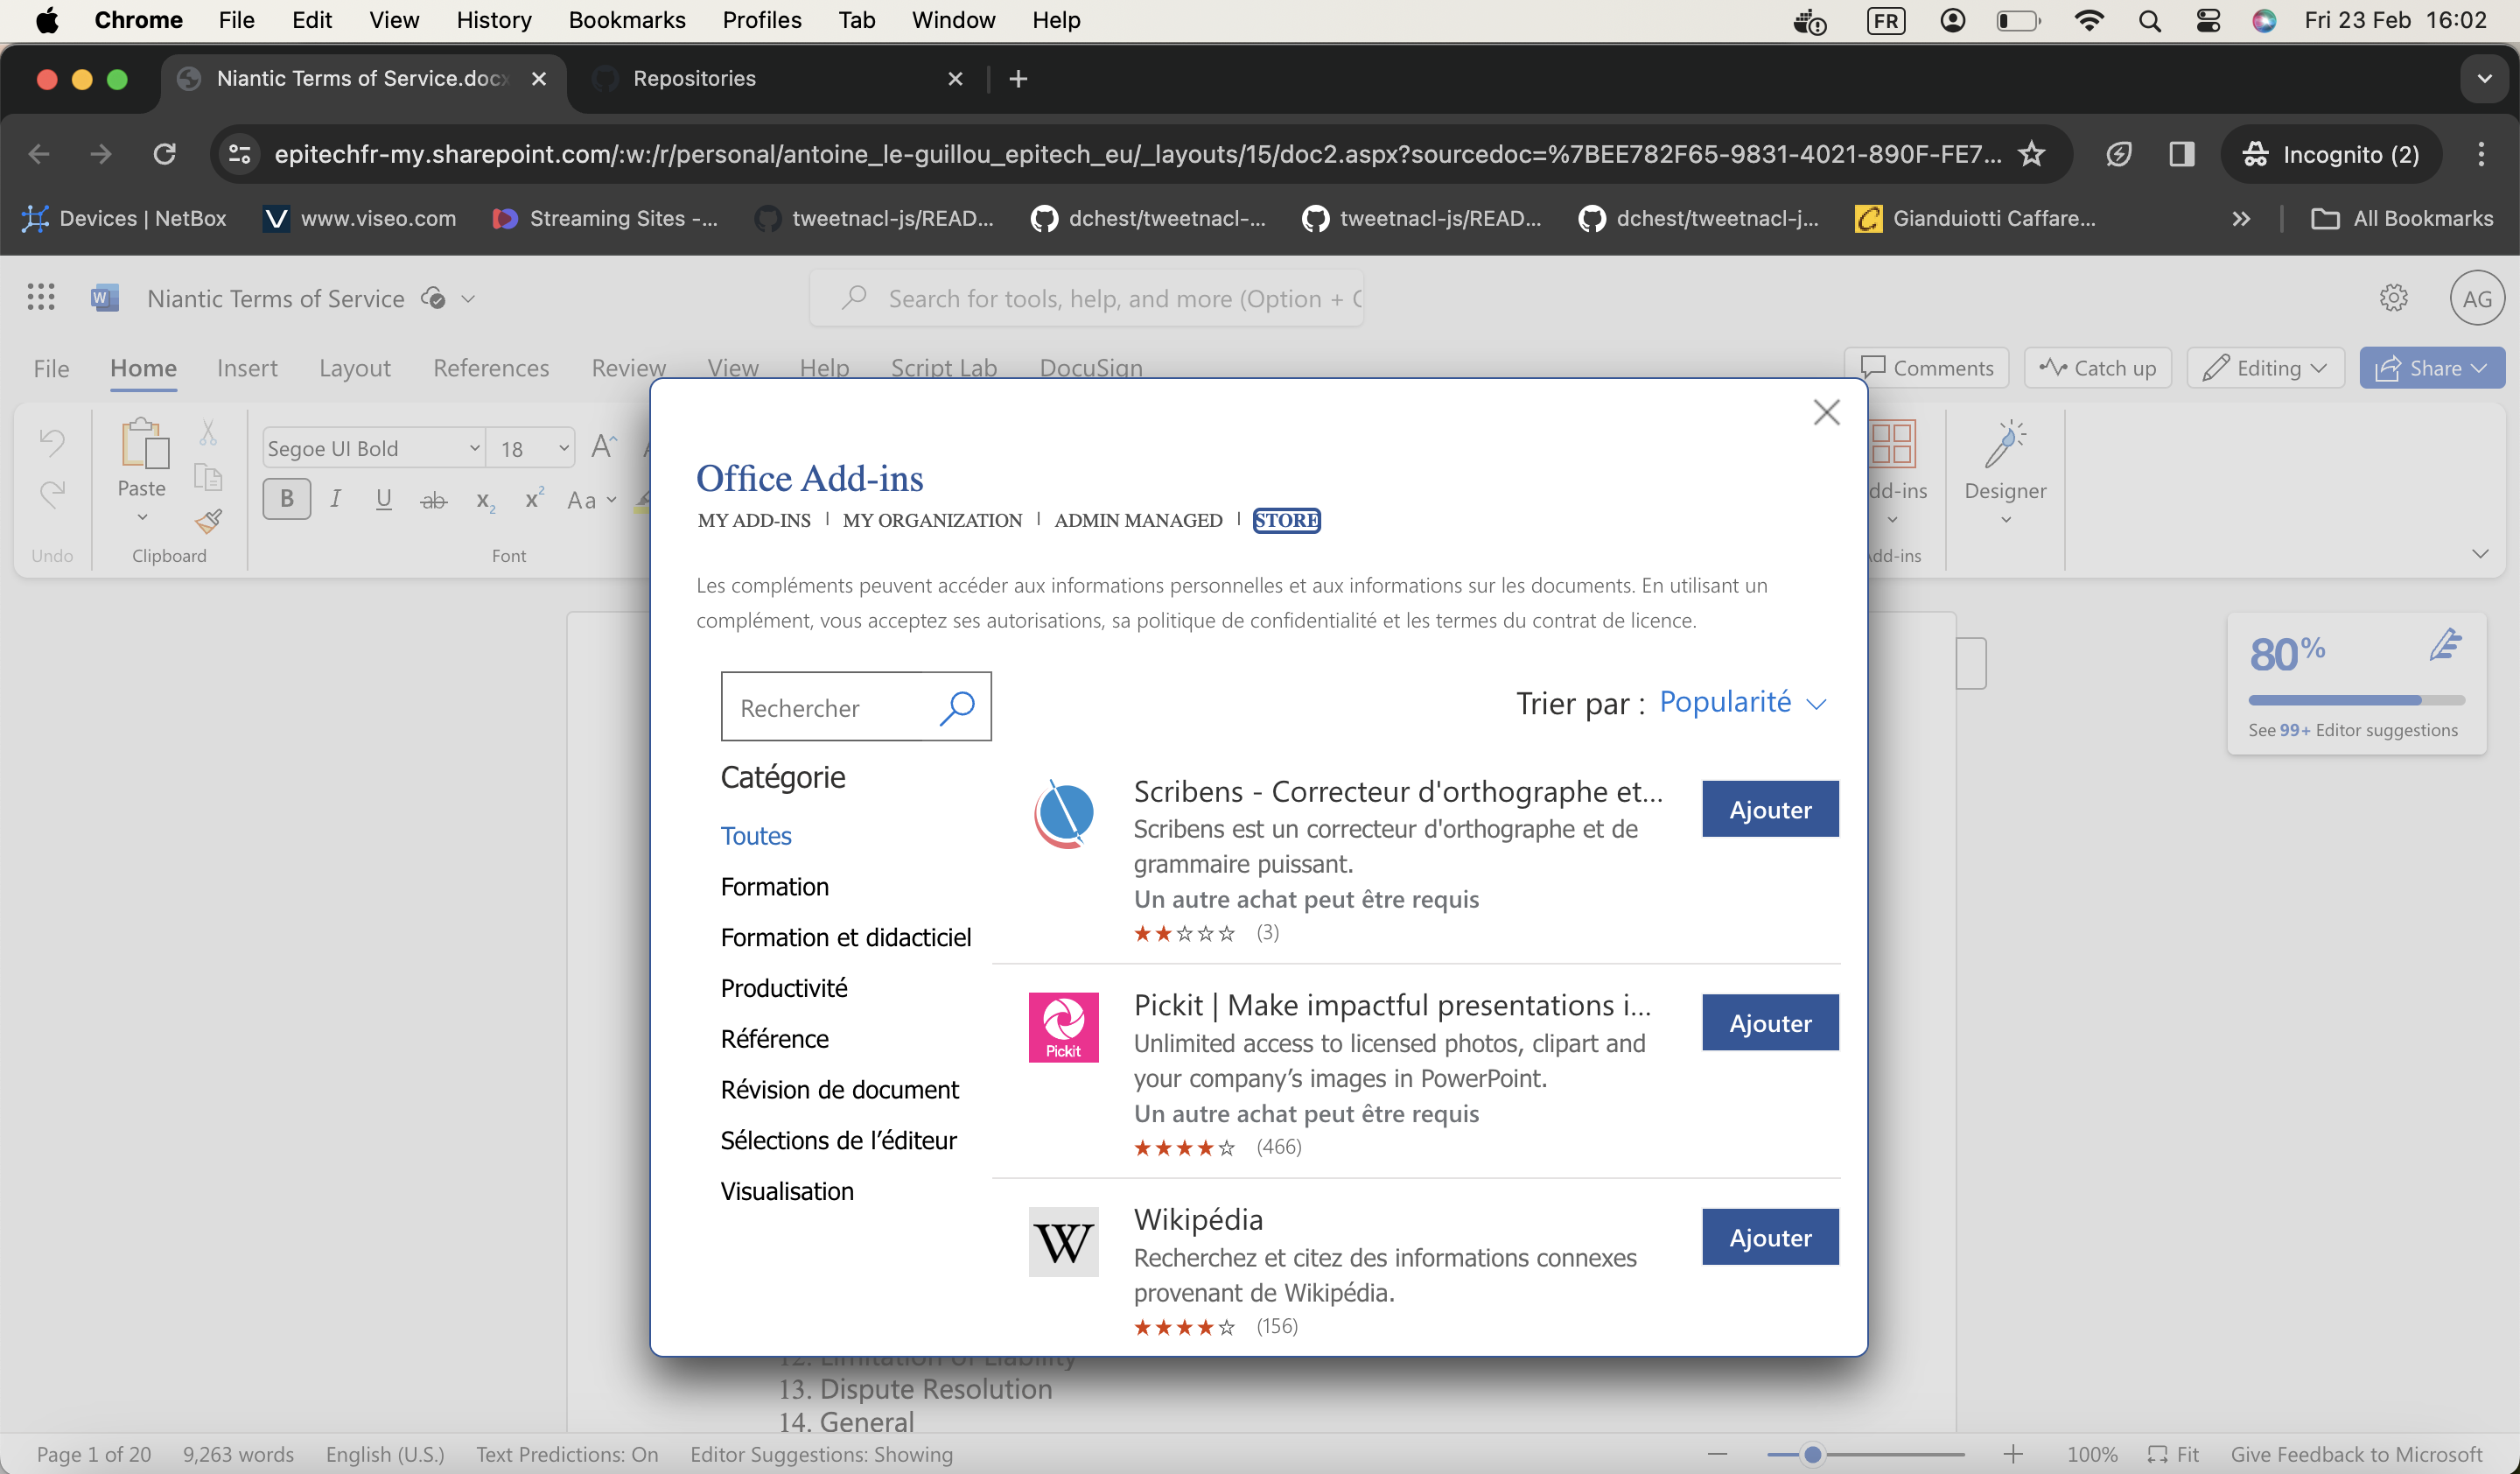 Chrome File Edit View History Bookmarks Profiles Tab Window Help FR Fri 23 Feb 16:02
Niantic Terms of Service.docx Repositories
epitechfr-my.sharepoint.com/:w:/r/personal/antoine_le-guillou_epitech_eu/_layouts/15/doc2.aspx?sourcedoc=%7BEE782F65-9831-4021-890F-FE7... Incognito (2)
Devices | NetBox www.viseo.com Streaming Sites -... tweetnacl-js/READ... dchest/tweetnacl-... tweetnacl-js/READ... dchest/tweetnacl-j... Gianduiotti Caffare... All Bookmarks
Niantic Terms of Service Search for tools, help, and more (Option + AG
File Home Insert Layout References Review View Help Script Lab DocuSign Comments Catch up Editing Share
Segoe UI Bold 18
Paste
B I U ab x2 x2 Aa
Undo Clipboard Font
dd-ins Designer
dd-ins
Office Add-ins
MY ADD-INS | MY ORGANIZATION | ADMIN MANAGED | STORE
Les compléments peuvent accéder aux informations personnelles et aux informations sur les documents. En utilisant un
complément, vous acceptez ses autorisations, sa politique de confidentialité et les termes du contrat de licence.
Rechercher
Trier par : Popularité
Catégorie
Toutes
Formation
Formation et didacticiel
Productivité
Référence
Révision de document
Sélections de l’éditeur
Visualisation
Scribens - Correcteur d'orthographe et...
Scribens est un correcteur d'orthographe et de
grammaire puissant.
Un autre achat peut être requis
(3)
Ajouter
Pickit
Pickit | Make impactful presentations i...
Unlimited access to licensed photos, clipart and
your company’s images in PowerPoint.
Un autre achat peut être requis
(466)
Ajouter
W
Wikipédia
Recherchez et citez des informations connexes
provenant de Wikipédia.
(156)
Ajouter
80%
See 99+ Editor suggestions
12. Limitation of Liability
13. Dispute Resolution
14. General
Page 1 of 20 9,263 words English (U.S.) Text Predictions: On Editor Suggestions: Showing 100% Fit Give Feedback to Microsoft